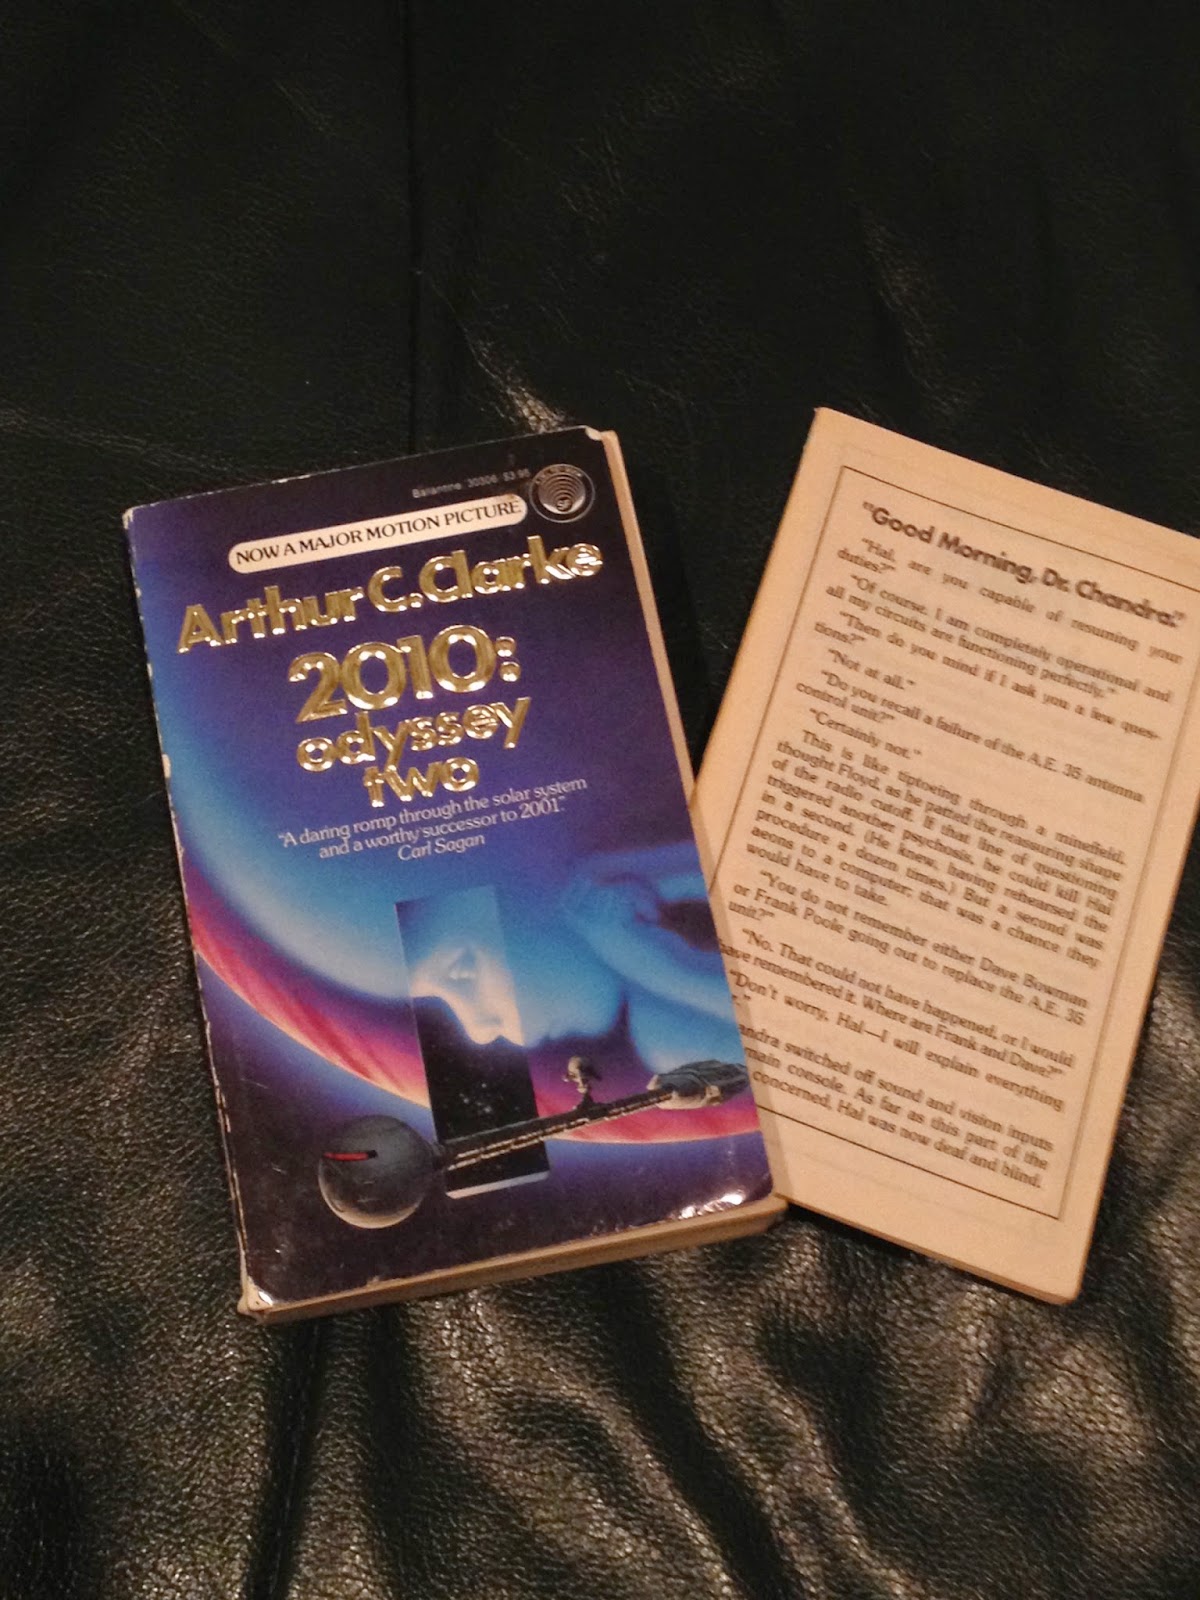 Ballantine 30306 $3.95
NOW A MAJOR MOTION PICTURE
Arthur C. Clarke
2010:
odyssey
two
"A daring romp through the solar system
and a worthy successor to 2001."
Carl Sagan
"Good Morning, Dr. Chandra."
"Hal, are you capable of resuming your
duties?"
"Of course. I am completely operational and
all my circuits are functioning perfectly."
"Then do you mind if I ask you a few ques-
tions?"
"Not at all."
"Do you recall a failure of the A.E. 35 antenna
control unit?"
"Certainly not."
This is like tiptoeing through a minefield,
thought Floyd, as he patted the reassuring shape
of the radio cutoff. If that line of questioning
triggered another psychosis, he could kill Hal
in a second. (He knew, having rehearsed the
procedure a dozen times.) But a second was
aeons to a computer; that was a chance they
would have to take.
"You do not remember either Dave Bowman
or Frank Poole going out to replace the A.E. 35
unit?"
"No. That could not have happened, or I would
have remembered it. Where are Frank and Dave?"
"Don't worry, Hal—I will explain everything
andra switched off sound and vision inputs
main console. As far as this part of the
concerned, Hal was now deaf and blind.